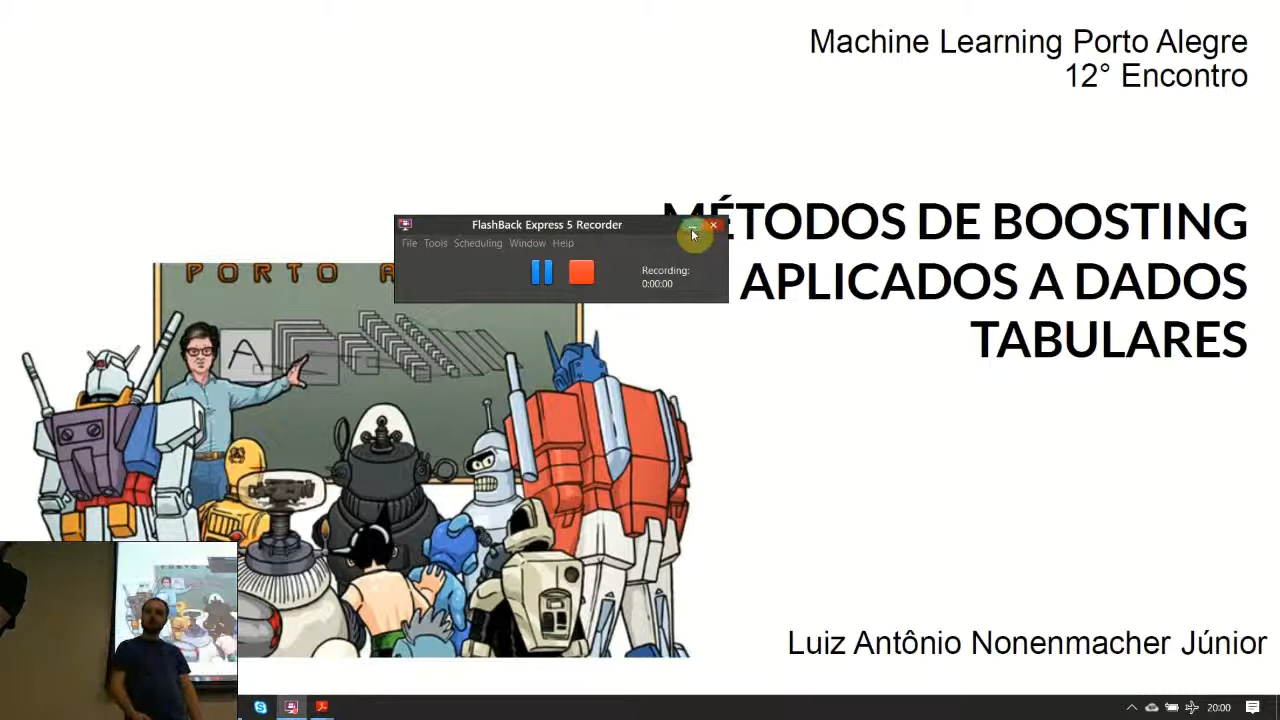 Machine Learning Porto Alegre
12° Encontro
MÉTODOS DE BOOSTING
APLICADOS A DADOS
TABULARES
FlashBack Express 5 Recorder
File Tools Scheduling Window Help
Recording:
0:00:00
PORTO A
A
Luiz Antônio Nonenmacher Júnior
20:00